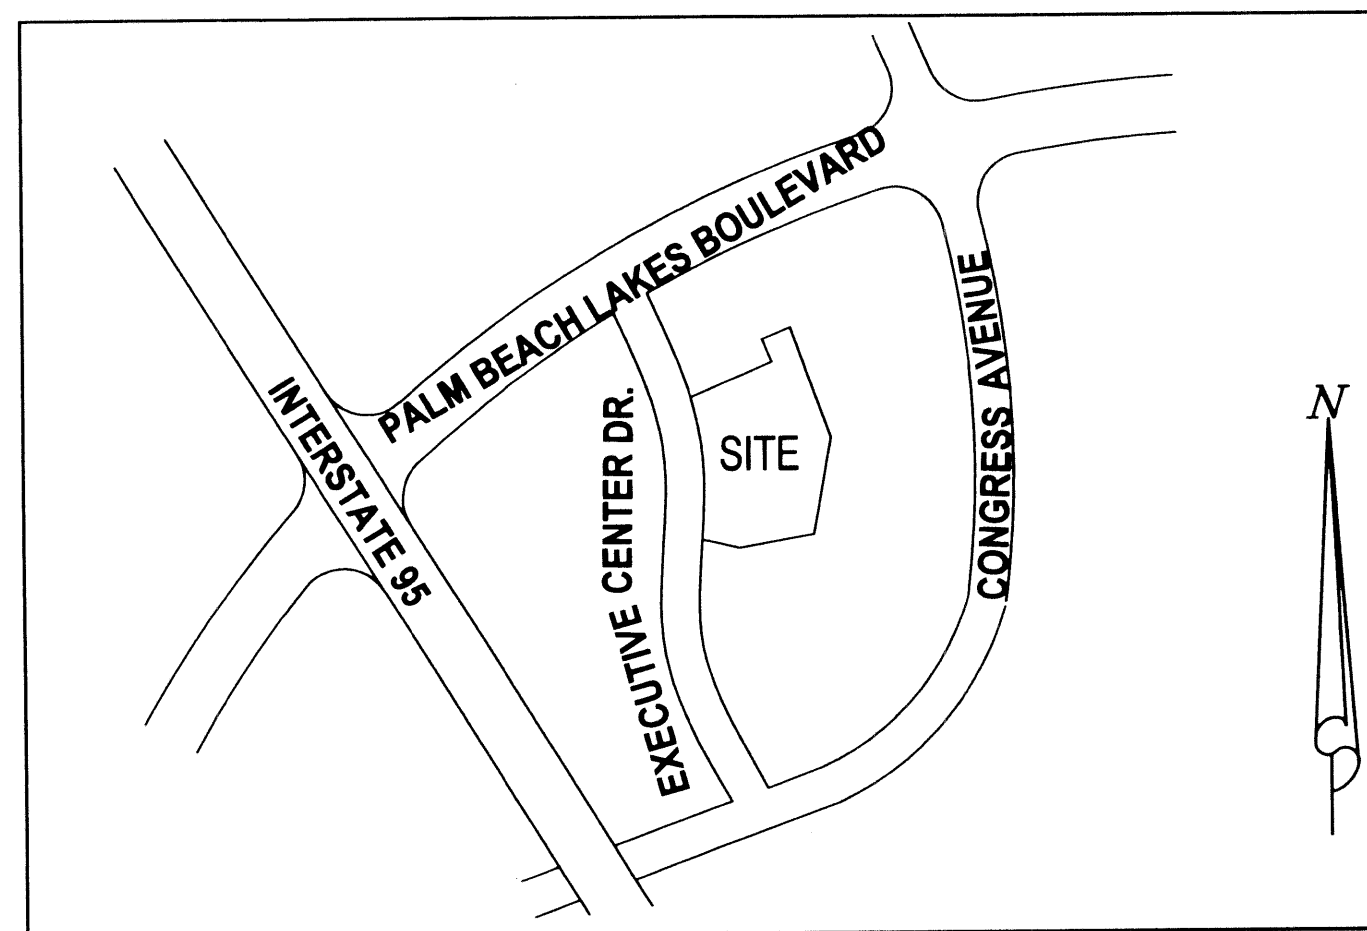 PALM BEACH LAKES BOULEVARD
INTERSTATE 95
EXECUTIVE CENTER DR.
SITE
CONGRESS AVENUE
N